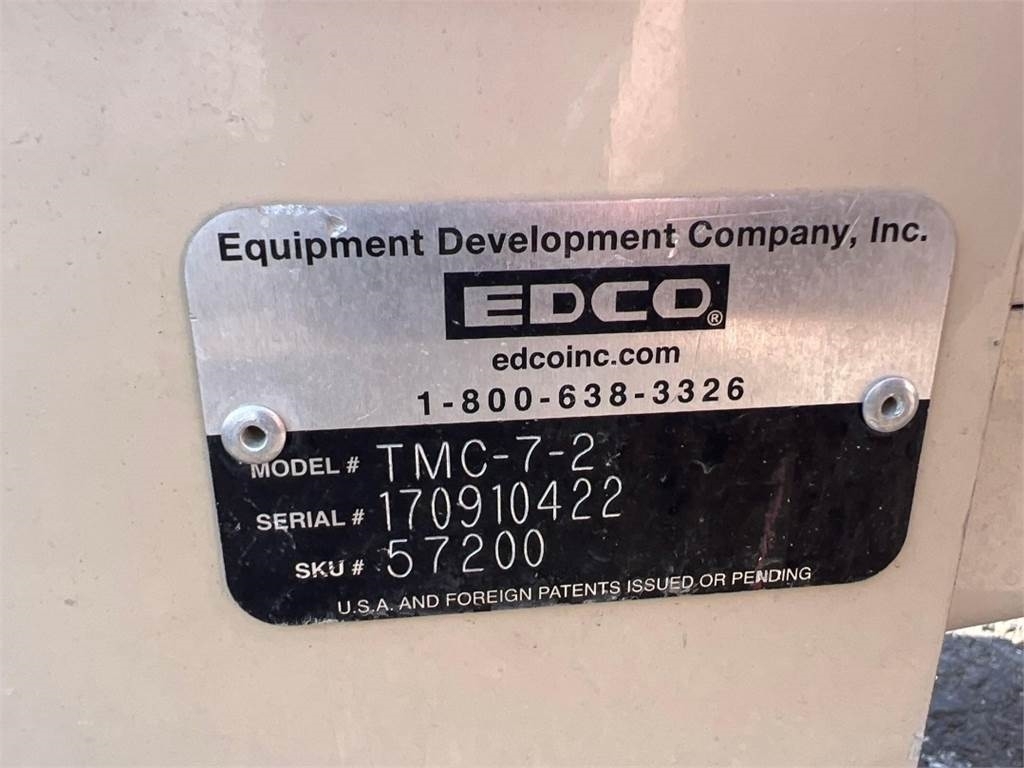 Equipment Development Company, Inc.
EDCO®
edcoinc.com
1-800-638-3326
MODEL # TMC-7-2
SERIAL # 170910422
SKU # 57200
U.S.A. AND FOREIGN PATENTS ISSUED OR PENDING